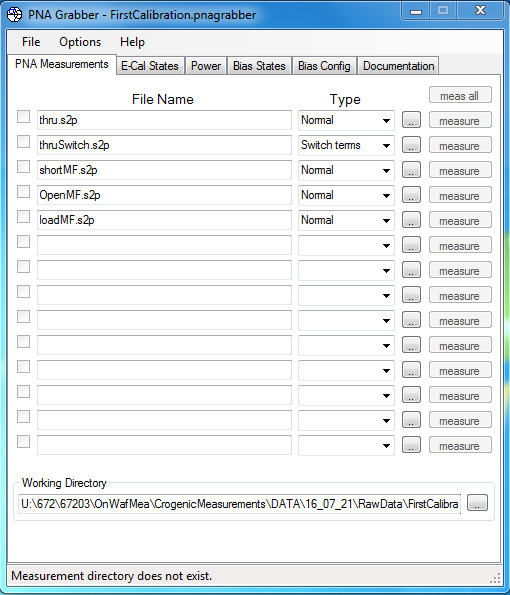 PNA Grabber - FirstCalibration.pnagrabber
File Options Help
PNA Measurements E-Cal States Power Bias States Bias Config Documentation
File Name Type meas all
thru.s2p Normal .. measure
thruSwitch.s2p Switch terms .. measure
shortMF.s2p Normal .. measure
OpenMF.s2p Normal .. measure
loadMF.s2p Normal .. measure
.. measure
.. measure
.. measure
.. measure
.. measure
.. measure
.. measure
.. measure
.. measure
Working Directory
U:\672\67203\OnWafMea\CrogenicMeasurements\DATA\16_07_21\RawData\FirstCalibra ..
Measurement directory does not exist.